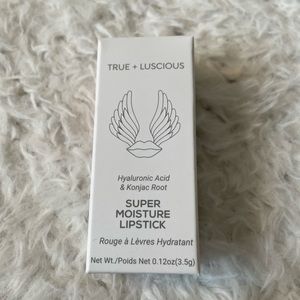 TRUE + LUSCIOUS
Hyaluronic Acid
& Konjac Root
SUPER
MOISTURE
LIPSTICK
Rouge à Lèvres Hydratant
Net Wt./Poids Net 0.12oz(3.5g)